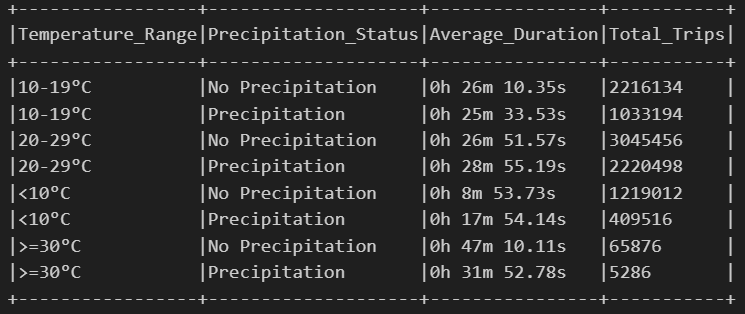 +-----------------+--------------------+----------------+-----------+
|Temperature_Range|Precipitation_Status|Average_Duration|Total_Trips|
+-----------------+--------------------+----------------+-----------+
|10-19°C          |No Precipitation    |0h 26m 10.35s   |2216134    |
|10-19°C          |Precipitation       |0h 25m 33.53s   |1033194    |
|20-29°C          |No Precipitation    |0h 26m 51.57s   |3045456    |
|20-29°C          |Precipitation       |0h 28m 55.19s   |2220498    |
|<10°C            |No Precipitation    |0h 8m 53.73s    |1219012    |
|<10°C            |Precipitation       |0h 17m 54.14s   |409516     |
|>=30°C           |No Precipitation    |0h 47m 10.11s   |65876      |
|>=30°C           |Precipitation       |0h 31m 52.78s   |5286       |
+-----------------+--------------------+----------------+-----------+